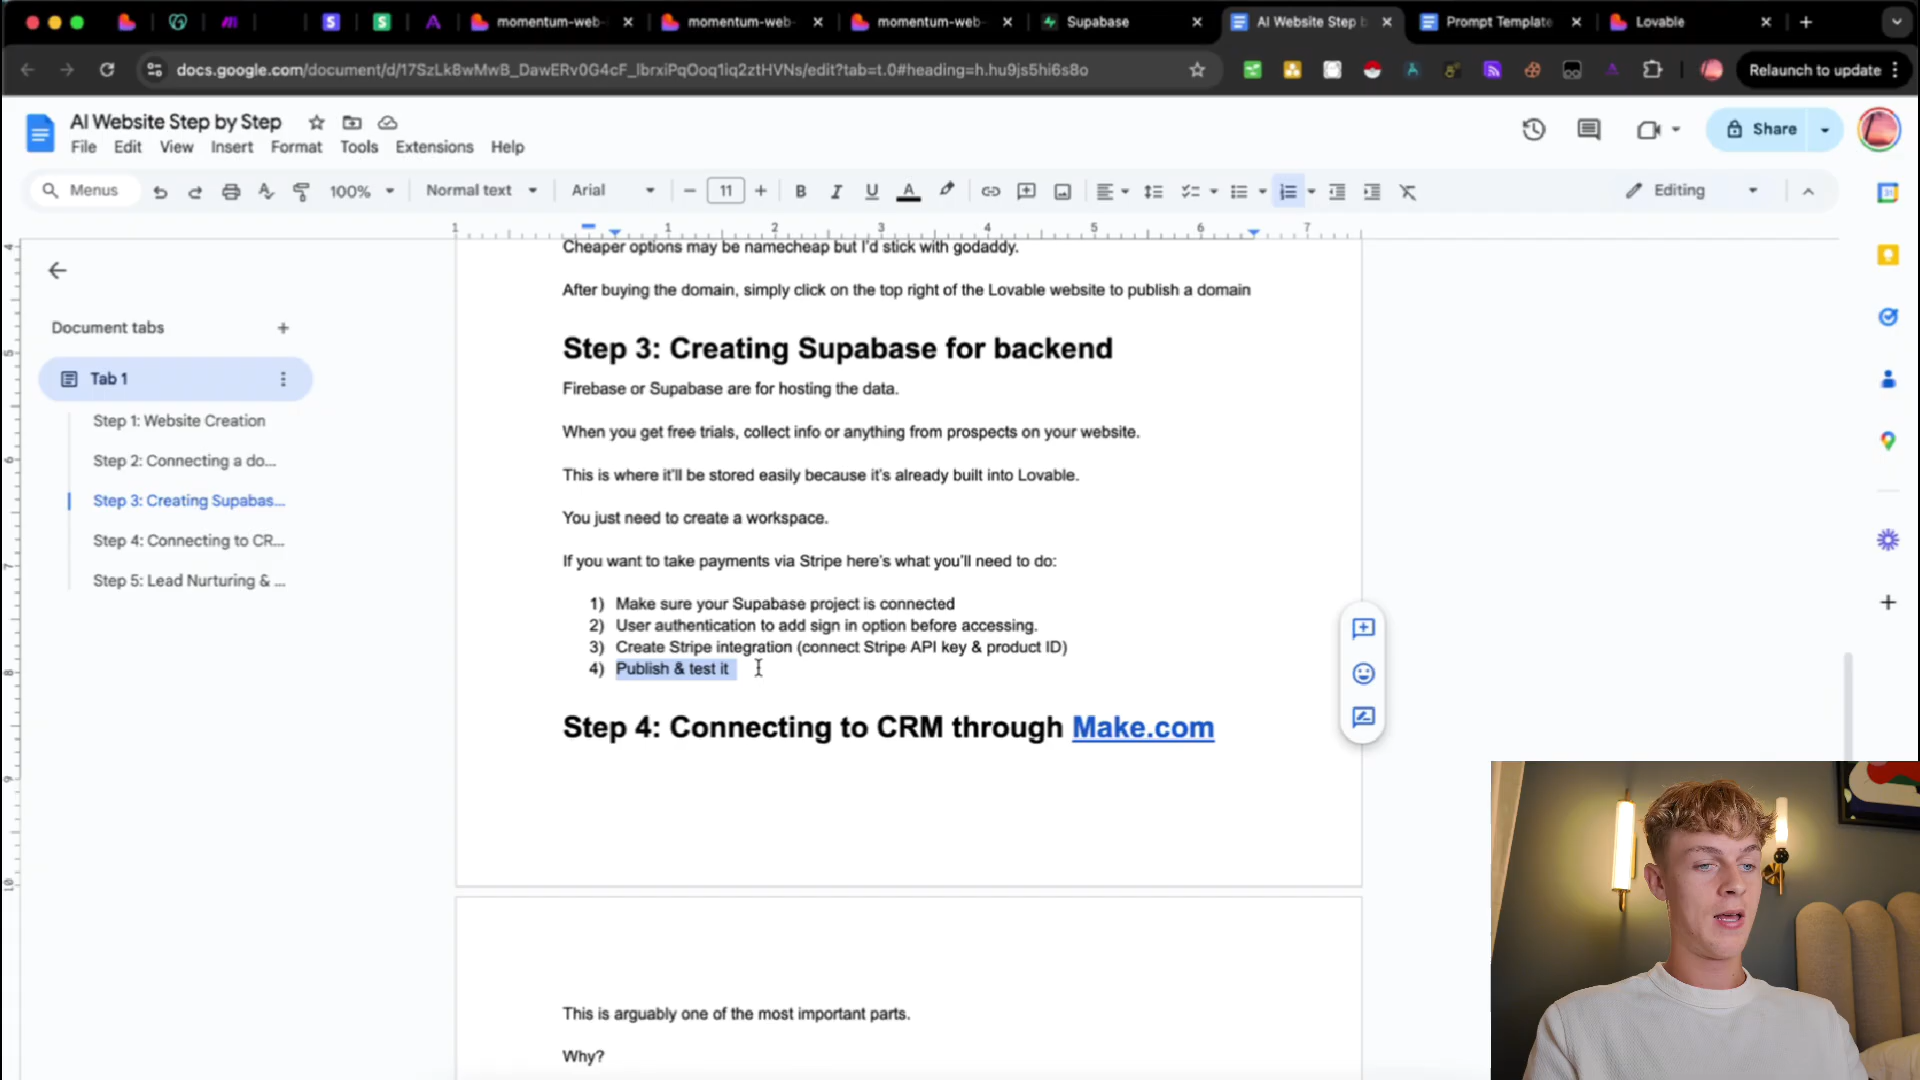 momentum-web-
momentum-web-
momentum-web-
Supabase
AI Website Step b
Prompt Template
Lovable
docs.google.com/document/d/17SzLk8wMwB_DawERv0G4cF_lbrxiPqOoq1iq2ztHVNs/edit?tab=t.0#heading=h.hu9js5hi6s8o
Relaunch to update
AI Website Step by Step
File Edit View Insert Format Tools Extensions Help
Share
Menus
100%
Normal text
Arial
11
Editing
1 1 2 3 4 5 6 7
Document tabs
Tab 1
Step 1: Website Creation
Step 2: Connecting a do...
Step 3: Creating Supabas...
Step 4: Connecting to CR...
Step 5: Lead Nurturing & ...
Cheaper options may be namecheap but I'd stick with godaddy.
After buying the domain, simply click on the top right of the Lovable website to publish a domain
Step 3: Creating Supabase for backend
Firebase or Supabase are for hosting the data.
When you get free trials, collect info or anything from prospects on your website.
This is where it'll be stored easily because it's already built into Lovable.
You just need to create a workspace.
If you want to take payments via Stripe here's what you'll need to do:
1) Make sure your Supabase project is connected
2) User authentication to add sign in option before accessing.
3) Create Stripe integration (connect Stripe API key & product ID)
4) Publish & test it
Step 4: Connecting to CRM through Make.com
This is arguably one of the most important parts.
Why?